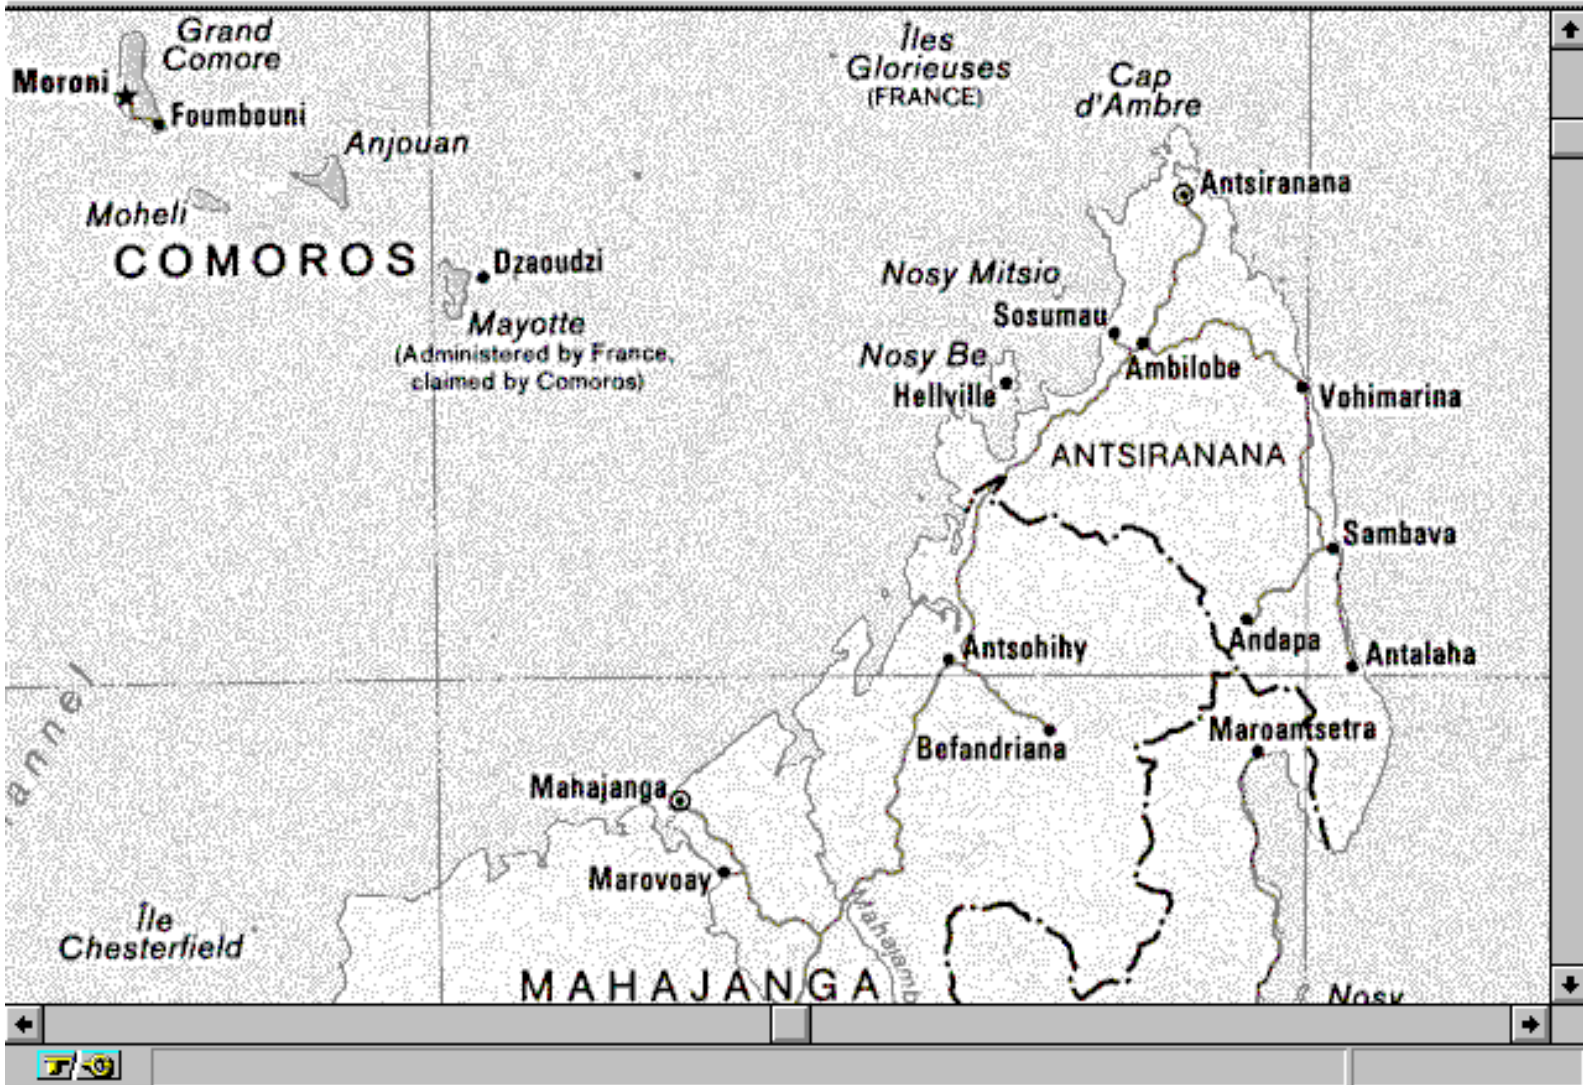 Grand
Comore
Moroni
Foumbouni
Anjouan
Moheli
COMOROS
Dzaoudzi
Mayotte
(Administered by France,
claimed by Comoros)
Îles
Glorieuses
(FRANCE)
Cap
d'Ambre
Antsiranana
Nosy Mitsio
Sosumau
Nosy Be
Ambilobe
Hellville
Vohimarina
ANTSIRANANA
Sambava
Andapa
Antalaha
Antsohihy
annel
Maroantsetra
Befandriana
Mahajanga
Marovoay
Île
Chesterfield
Mahajamb
MAHAJANGA
Nosy